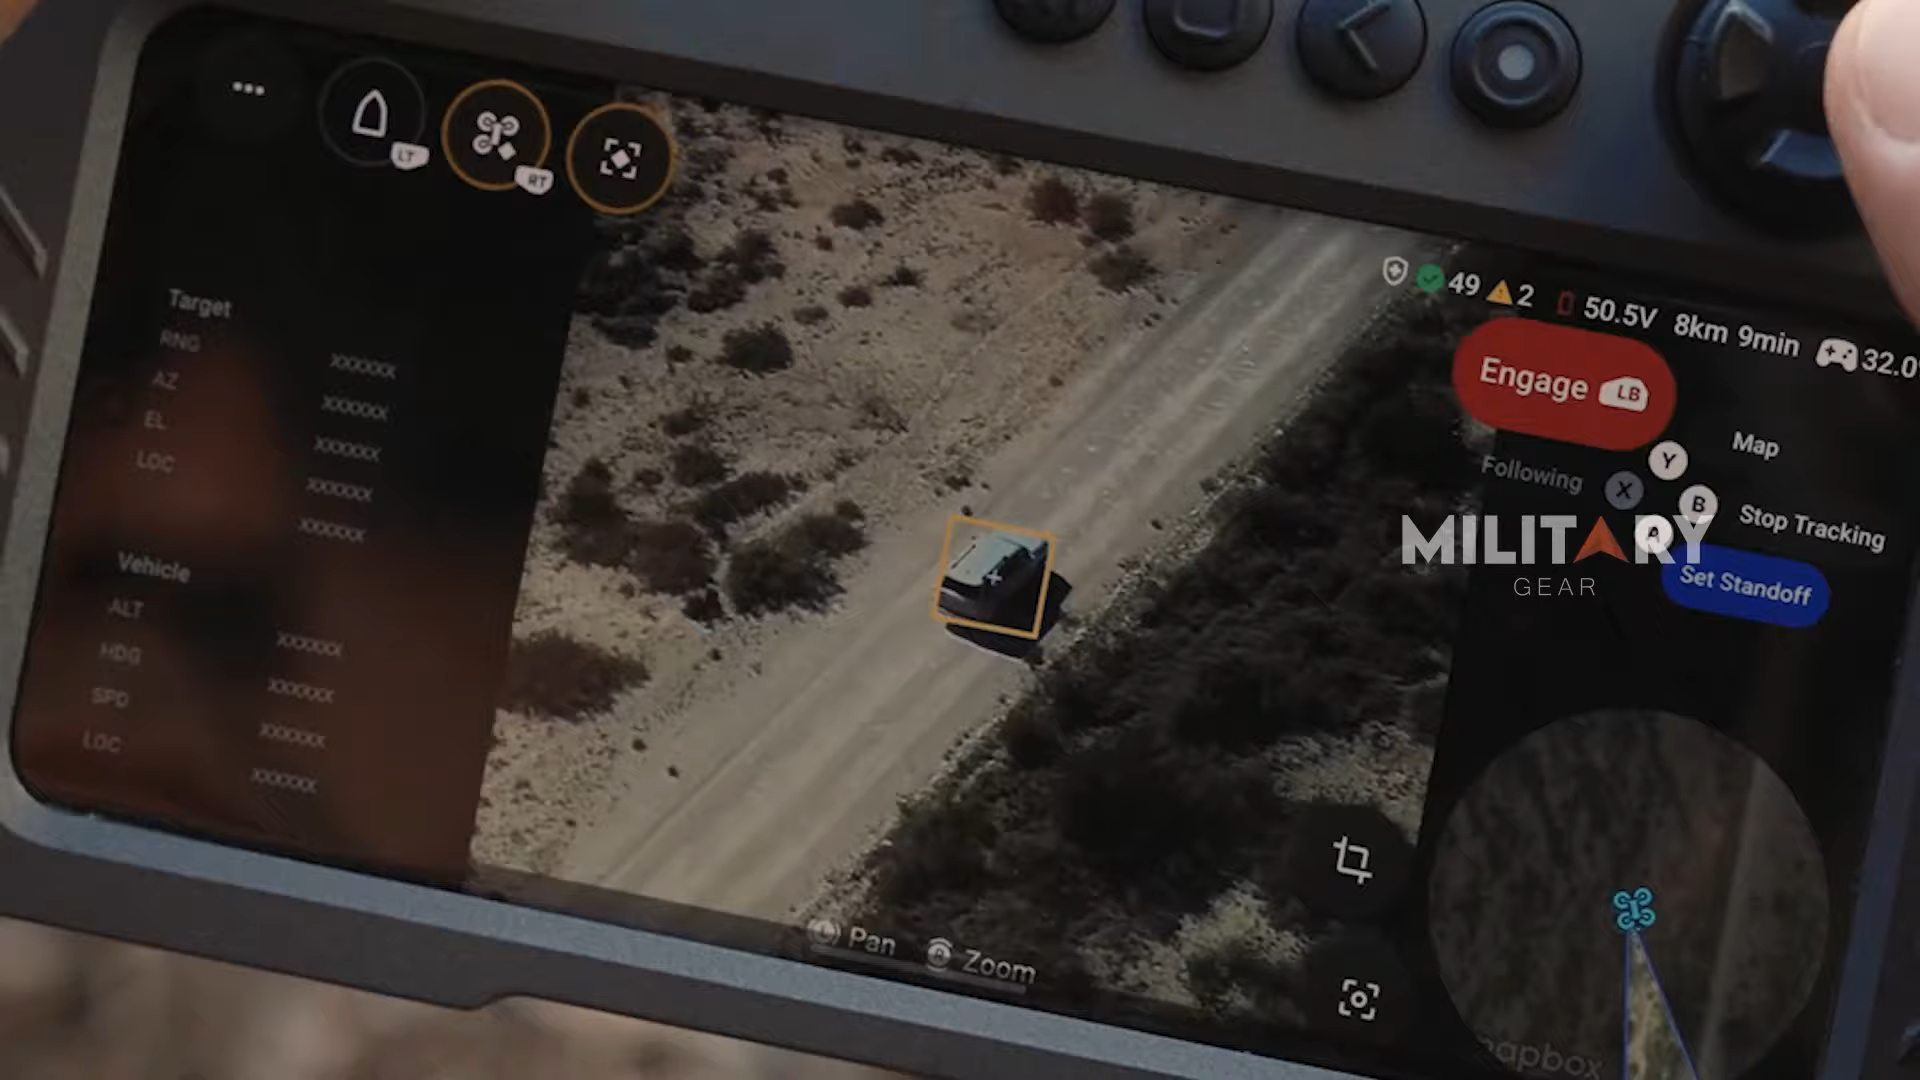 ...
LT
RT
49 2 50.5V 8km 9min 32.0
Engage LB
Map
Y
Following X
B Stop Tracking
A
Set Standoff
MILITARY
GEAR
Target
RNG XXXXXX
AZ XXXXXX
EL XXXXXX
LOC XXXXXX
XXXXXX
Vehicle
ALT XXXXXX
HDG XXXXXX
SPD XXXXXX
LOC XXXXXX
Pan Zoom
mapbox